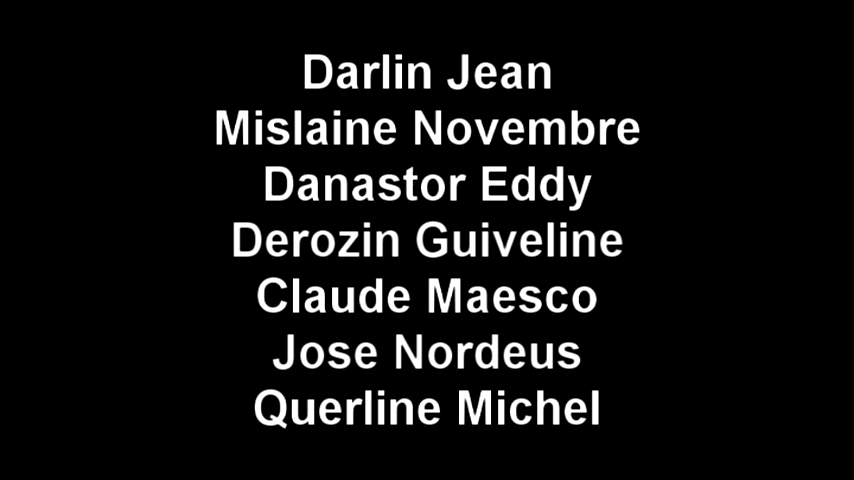 Darlin Jean
Mislaine Novembre
Danastor Eddy
Derozin Guiveline
Claude Maesco
Jose Nordeus
Querline Michel